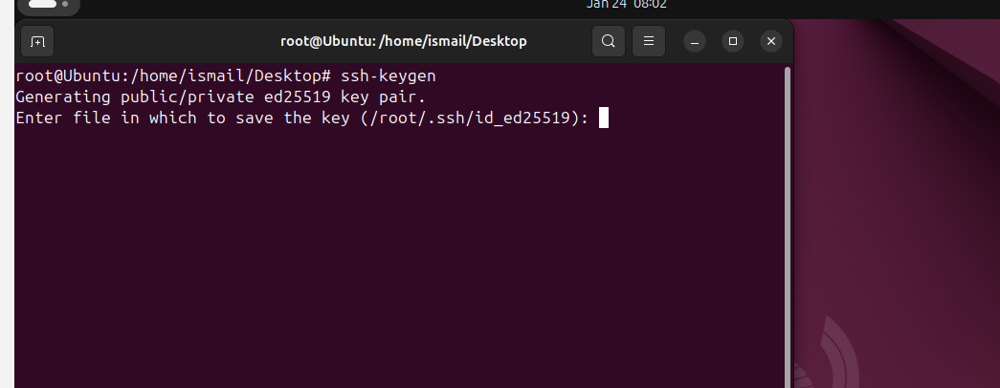 Jan 24 08:02
root@Ubuntu: /home/ismail/Desktop
root@Ubuntu:/home/ismail/Desktop# ssh-keygen
Generating public/private ed25519 key pair.
Enter file in which to save the key (/root/.ssh/id_ed25519):